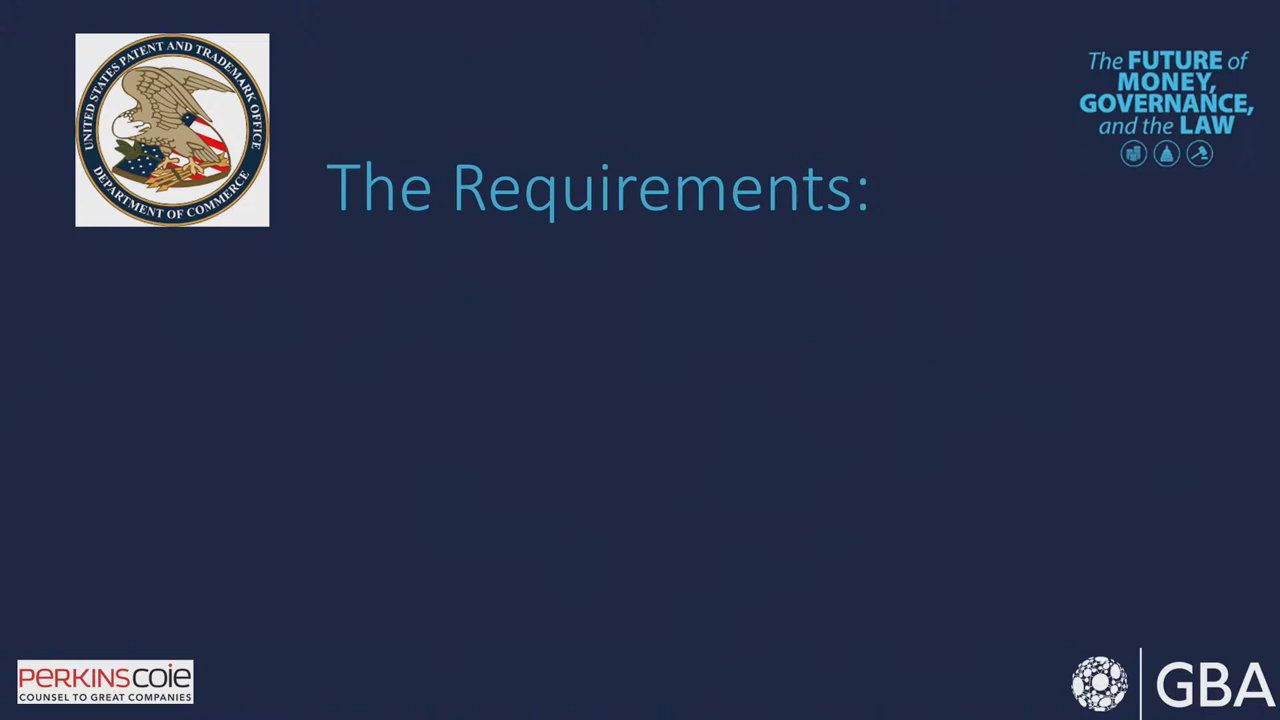 UNITED STATES PATENT AND TRADEMARK OFFICE
DEPARTMENT OF COMMERCE
The FUTURE of
MONEY,
GOVERNANCE,
and the LAW
The Requirements:
PERKINSCOIE
COUNSEL TO GREAT COMPANIES
GBA